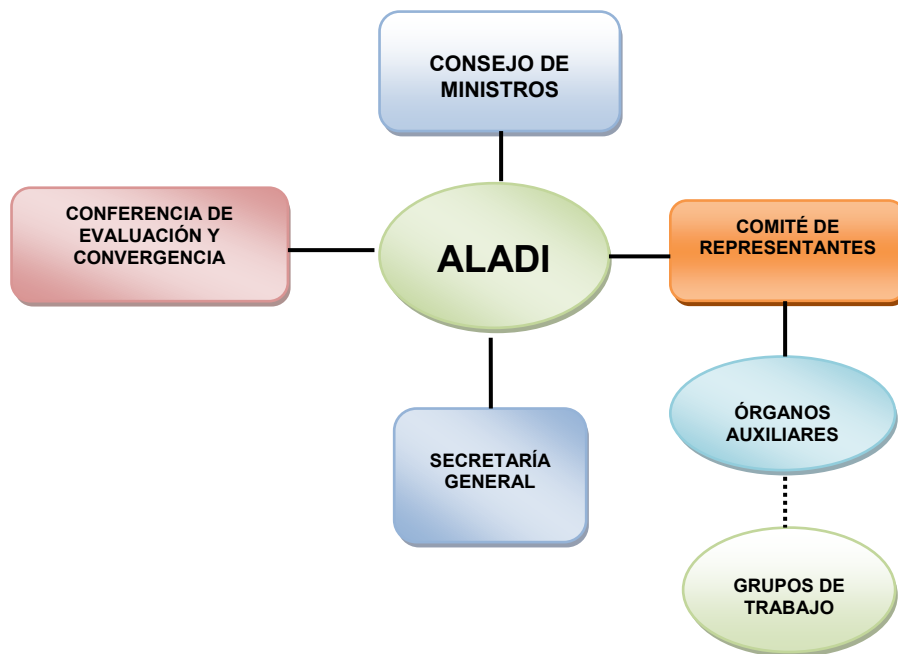 CONSEJO DE
MINISTROS
CONFERENCIA DE
EVALUACIÓN Y
CONVERGENCIA
ALADI
COMITÉ DE
REPRESENTANTES
SECRETARÍA
GENERAL
ÓRGANOS
AUXILIARES
GRUPOS DE
TRABAJO